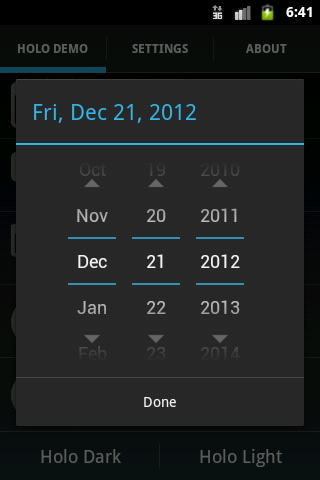 3G 6:41
HOLO DEMO SETTINGS ABOUT
Fri, Dec 21, 2012
Oct 19 2010
Nov 20 2011
Dec 21 2012
Jan 22 2013
Feb 23 2014
Done
Holo Dark Holo Light